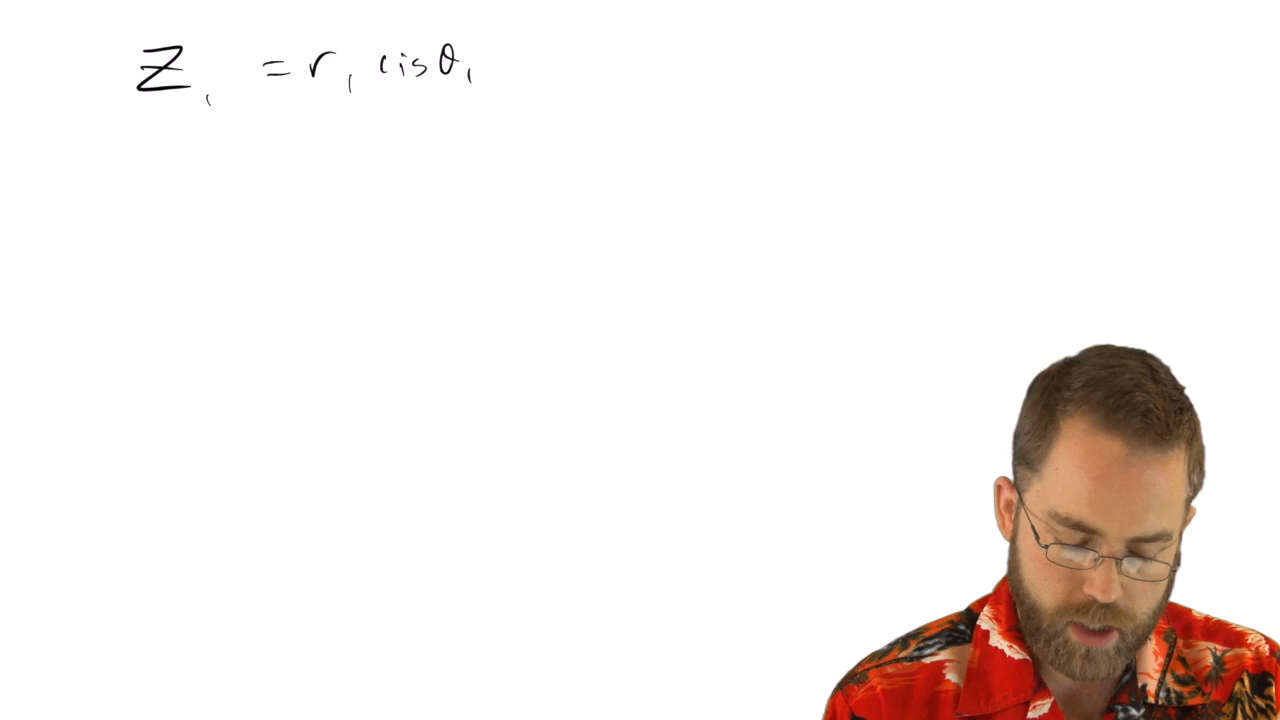 Z₁ = r₁ cis θ₁